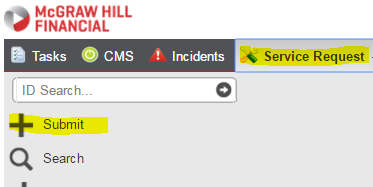 McGRAW HILL
FINANCIAL
Tasks CMS Incidents Service Request
ID Search...
Submit
Search